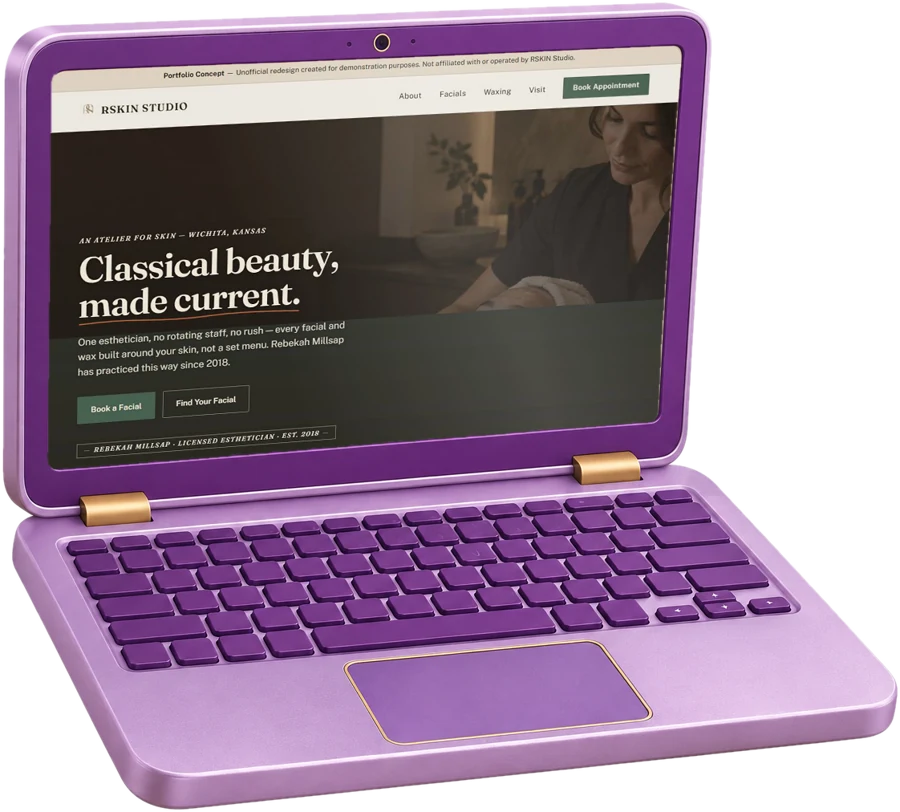 Portfolio Concept — Unofficial redesign created for demonstration purposes. Not affiliated with or operated by RSKIN Studio.
RSKIN STUDIO
About Facials Waxing Visit Book Appointment
AN ATELIER FOR SKIN — WICHITA, KANSAS
Classical beauty,
made current.
One esthetician, no rotating staff, no rush — every facial and
wax built around your skin, not a set menu. Rebekah Millsap
has practiced this way since 2018.
Book a Facial Find Your Facial
— REBEKAH MILLSAP · LICENSED ESTHETICIAN · EST. 2018 —